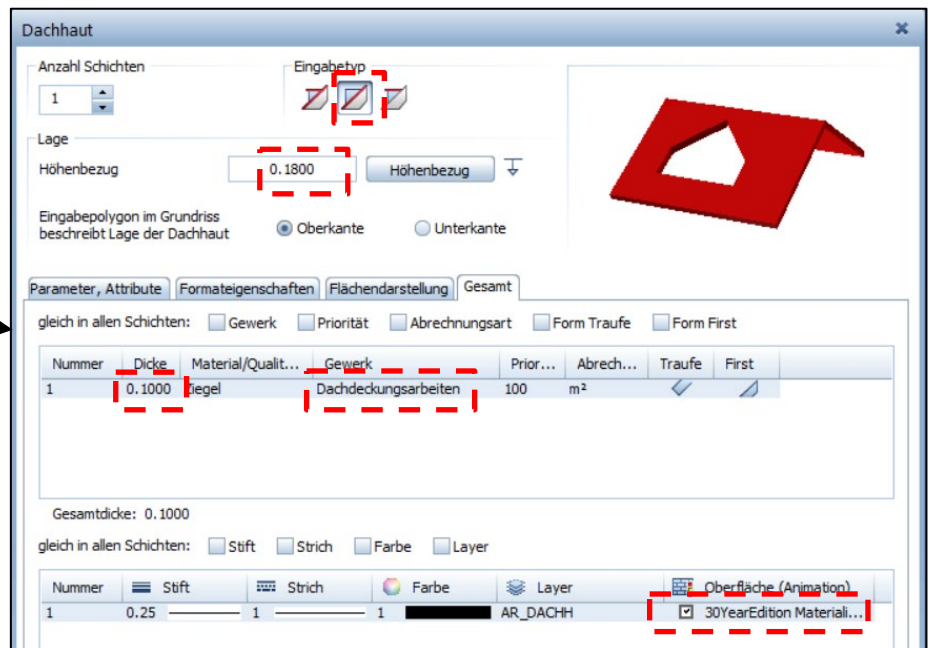 Dachhaut
Anzahl Schichten
Eingabetyp
1
Lage
Höhenbezug 0.1800 Höhenbezug
Eingabepolygon im Grundriss
beschreibt Lage der Dachhaut
Oberkante Unterkante
Parameter, Attribute Formateigenschaften Flächendarstellung Gesamt
gleich in allen Schichten: Gewerk Priorität Abrechnungsart Form Traufe Form First
Nummer Dicke Material/Qualit... Gewerk Prior... Abrech... Traufe First
1 0.1000 Ziegel Dachdeckungsarbeiten 100 m²
Gesamtdicke: 0.1000
gleich in allen Schichten: Stift Strich Farbe Layer
Nummer Stift Strich Farbe Layer Oberfläche (Animation)
1 0.25 1 1 AR_DACHH 30YearEdition Materiali...